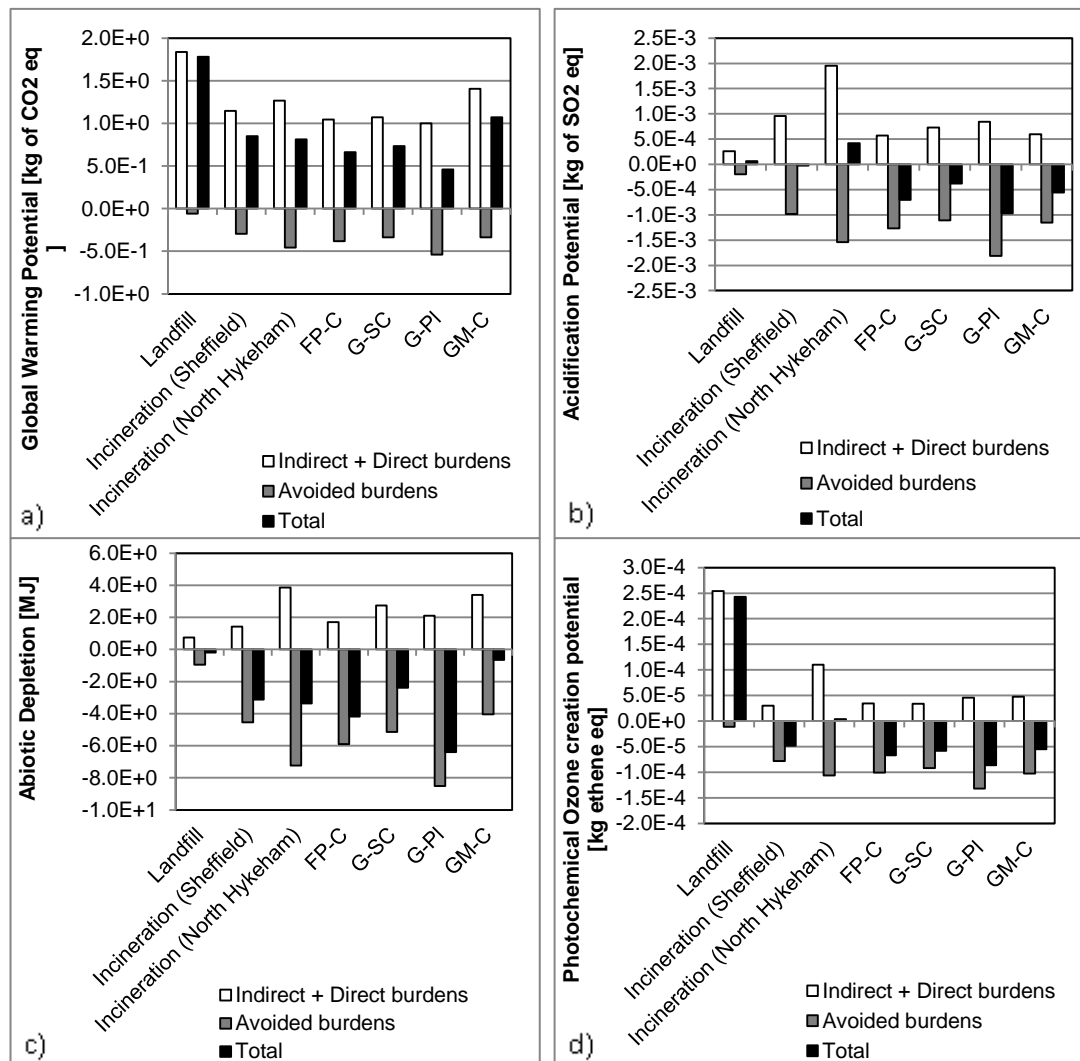 2.0E+0
1.5E+0
1.0E+0
5.0E-1
0.0E+0
-5.0E-1
-1.0E+0
Global Warming Potential [kg of CO2 eq
]
Landfill
Incineration (Sheffield)
Incineration (North Hykeham)
FP-C
G-SC
G-PI
GM-C
Indirect + Direct burdens
Avoided burdens
Total
a)
2.5E-3
2.0E-3
1.5E-3
1.0E-3
5.0E-4
0.0E+0
-5.0E-4
-1.0E-3
-1.5E-3
-2.0E-3
-2.5E-3
Acidification Potential [kg of SO2 eq]
Landfill
Incineration (Sheffield)
Incineration (North Hykeham)
FP-C
G-SC
G-PI
GM-C
Indirect + Direct burdens
Avoided burdens
Total
b)
6.0E+0
4.0E+0
2.0E+0
0.0E+0
-2.0E+0
-4.0E+0
-6.0E+0
-8.0E+0
-1.0E+1
Abiotic Depletion [MJ]
Landfill
Incineration (Sheffield)
Incineration (North Hykeham)
FP-C
G-SC
G-PI
GM-C
Indirect + Direct burdens
Avoided burdens
Total
c)
3.0E-4
2.5E-4
2.0E-4
1.5E-4
1.0E-4
5.0E-5
0.0E+0
-5.0E-5
-1.0E-4
-1.5E-4
-2.0E-4
Photochemical Ozone creation potential
[kg ethene eq]
Landfill
Incineration (Sheffield)
Incineration (North Hykeham)
FP-C
G-SC
G-PI
GM-C
Indirect + Direct burdens
Avoided burdens
Total
d)